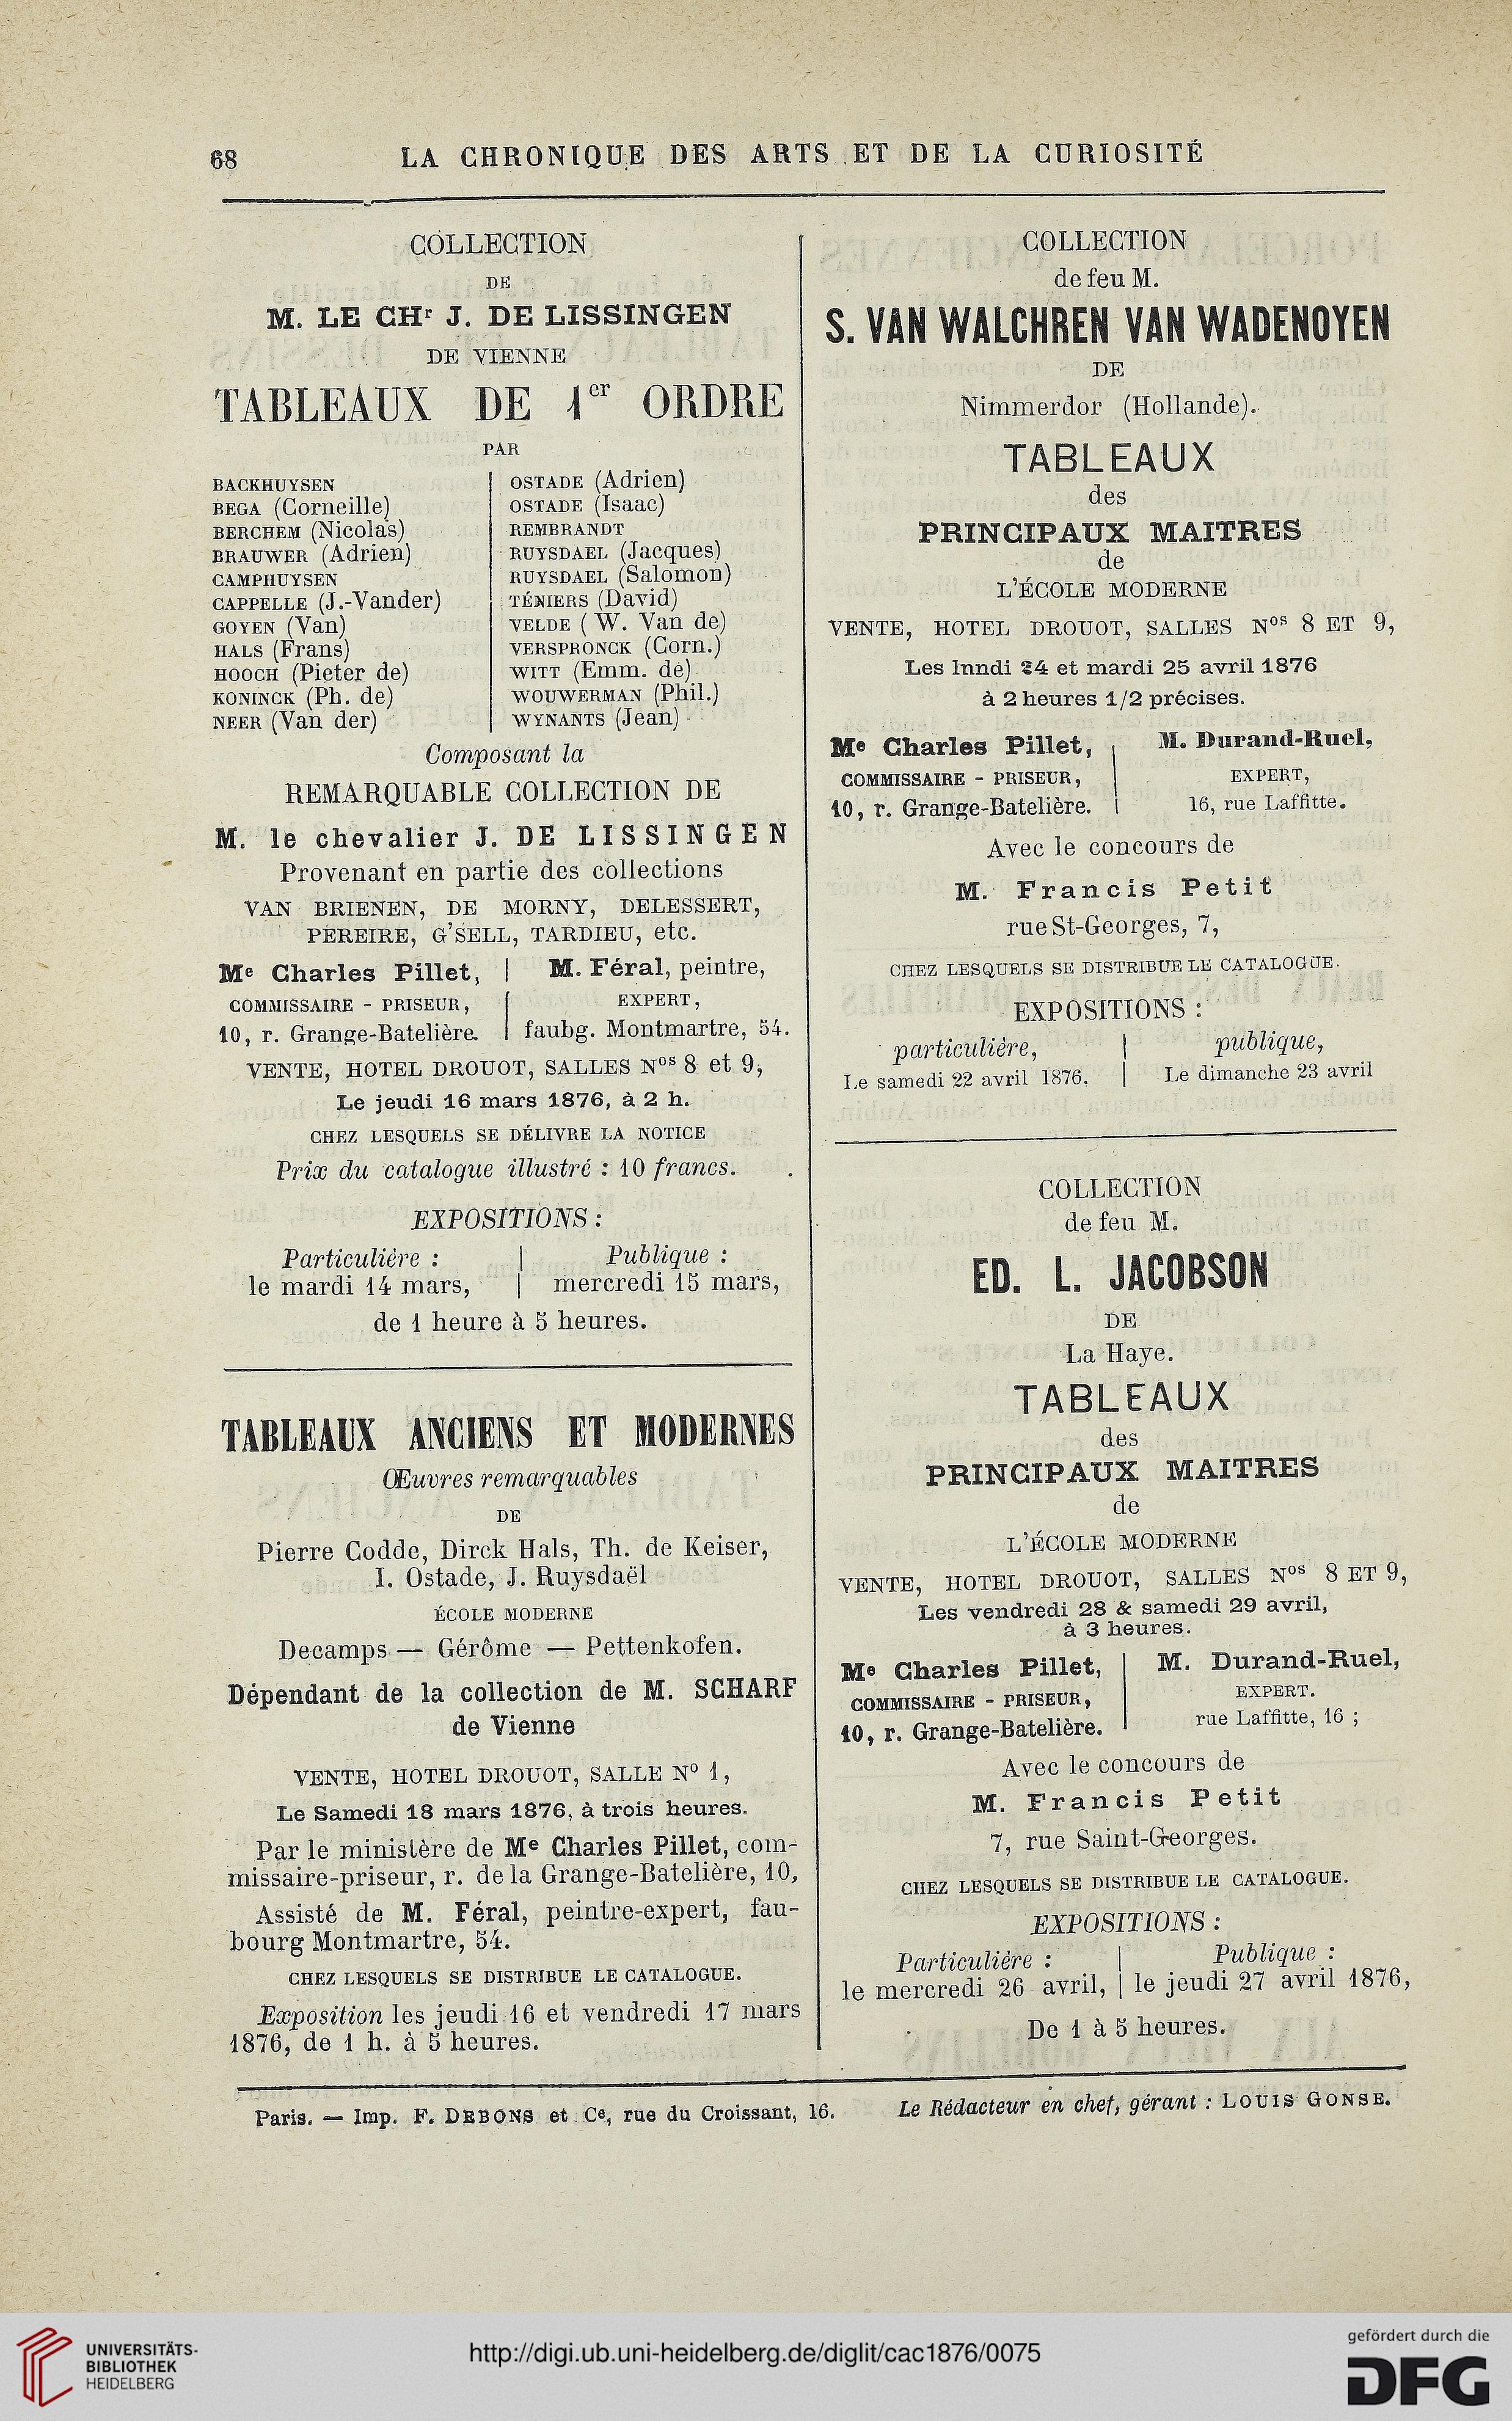 68
LA CHRONIQUE DES ARTS ET DE LA CURIOSITÉ
COLLECTION
DE
M. LE CHr J. DE LISSINGEN
DE VIENNE
TABLEAUX DE 1er ORDRE
PAR
BACKHUYSEN
BEGA (Corneille)
BERCHEM (Nicolas)
BRAUWER (Adrien)
CAMPHUYSEN
CAPPELLE (J.-Vander)
GOYEN (Van)
HALS (Frans)
HOOCH (Pieter de)
KONINCK (Ph. de)
NEER (Van der)
OSTADE (Adrien)
OSTADE (Isaac)
REMBRANDT
RUYSDAEL (Jacques)
RUYSDAEL (Salomon)
TÉNIERS (David)
VELDE ( W. Van de)
VERSPRONCK (Corn.)
WITT (Emm. de)
WOUWERMAN (Phil.)
WYNANTS (Jean)
Composant la
REMARQUABLE COLLECTION DE
M. le chevalier J. DE LISSINGEN
Provenant en partie des collections
VAN BRIENEN, DE MORNY, DELESSERT,
PEREIRE, G'SELL, TARDIEU, etc.
Me Charles Pillet,
COMMISSAIRE - PRISEUR,
10, r. Grange-Batelière.
M. Féral, peintre,
EXPERT,
faubg. Montmartre, 54.
VENTE, HOTEL DROUOT, SALLES Nos 8 et 9,
Le jeudi 16 mars 1876, à 2 h.
CHEZ LESQUELS SE DÉLIVRE LA NOTICE
Prix du catalogue illustré : 10 francs.
EXPOSITIONS :
Particulière :
le mardi 14 mars,
Publique :
mercredi 15 mars,
de 1 heure à 5 heures.
TABLEAUX ANCIENS ET MODERNES
Œuvres remarquables
DE
Pierre Codde, Dirck Hals, Th. de Keiser,
I. Ostade, J. Ruysdaël
ÉCOLE MODERNE
Decamps — Gérôme — Pettenkofen.
Dépendant de la collection de M. SCHARF
de Vienne
VENTE, HOTEL DROUOT, SALLE No 1,
Le Samedi 18 mars 1876, à trois heures.
Par le ministère de Me Charles Pillet, com-
missaire-priseur, r. de la Grange-Batelière, 10,
Assisté de M. Féral, peintre-expert, fau-
bourg Montmartre, 54.
CHEZ LESQUELS SE DISTRIBUE LE CATALOGUE.
Exposition les jeudi 16 et vendredi 17 mars
1876, de 1 h. à 5 heures.
COLLECTION
de feu M.
S. VAN WALCHREN VAN WADENOYEN
DE
Nimmerdor (Hollande).
TABLEAUX
des
PRINCIPAUX MAITRES
de
L'ÉCOLE MODERNE
VENTE, HOTEL DROUOT, SALLES Nos 8 ET 9,
Les lnndi 24 et mardi 25 avril 1876
à 2 heures 1/2 précises.
Me Charles Pillet,
COMMISSAIRE - PRISEUR,
10, r. Grange-Batelière.
M. Durand-Ruel,
EXPERT,
16, rue Laffitte.
Avec le concours de
M. Francis Petit
rue St-Georges, 7,
CHEZ LESQUELS SE DISTRIBUE LE CATALOGUE.
EXPOSITIONS :
particulière,
Le samedi 22 avril 1876.
publique,
Le dimanche 23 avril
COLLECTION
de feu M.
ED. L. JACOBSON
DE
La Haye.
TABLEAUX
des
PRINCIPAUX MAITRES
de
L'ÉCOLE MODERNE
VENTE, HOTEL DROUOT, SALLES Nos 8 ET 9,
Les vendredi 28 & samedi 29 avril,
à 3 heures.
Me Charles Pillet,
COMMISSAIRE - PRISEUR,
10, r. Grange-Batelière.
M. Durand-Ruel,
EXPERT.
rue Laffitte, 16 ;
Avec le concours de
M. Francis Petit
7, rue Saint-Georges.
CHEZ LESQUELS SE DISTRIBUE LE CATALOGUE.
EXPOSITIONS :
Particulière :
le mercredi 26 avril,
Publique :
le jeudi 27 avril 1876,
De 1 à 5 heures.
Paris. — Imp. F. DEBONS et Ce, rue du Croissant, 16.
Le Rédacteur en chef, gérant : LOUIS GONSE.
UNIVERSITÄTS-
BIBLIOTHEK
HEIDELBERG
http://digi.ub.uni-heidelberg.de/diglit/cac1876/0075
gefördert durch die
DFG